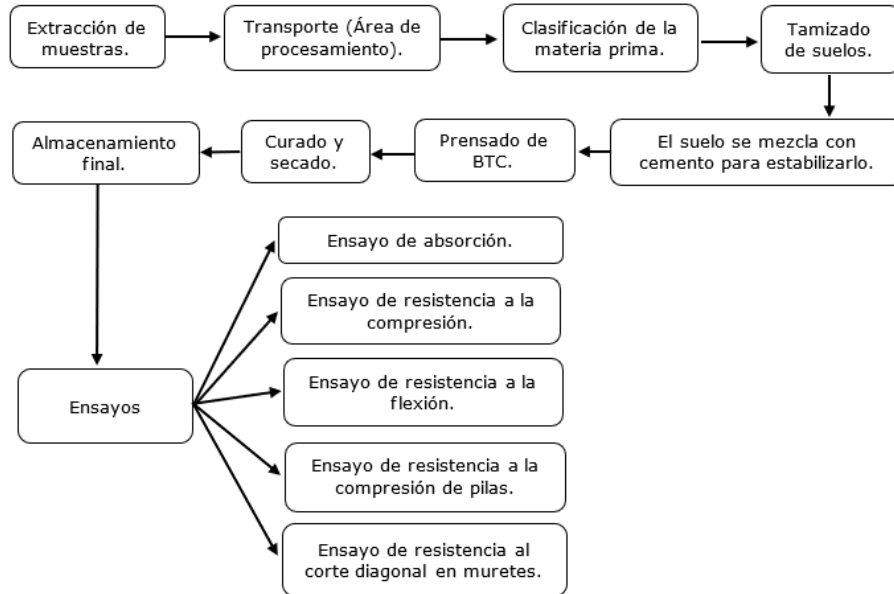 Extracción de
muestras.
Transporte (Área de
procesamiento).
Clasificación de la
materia prima.
Tamizado
de suelos.
El suelo se mezcla con
cemento para estabilizarlo.
Prensado de
BTC.
Curado y
secado.
Almacenamiento
final.
Ensayos
Ensayo de absorción.
Ensayo de resistencia a la
compresión.
Ensayo de resistencia a la
flexión.
Ensayo de resistencia a la
compresión de pilas.
Ensayo de resistencia al
corte diagonal en muretes.